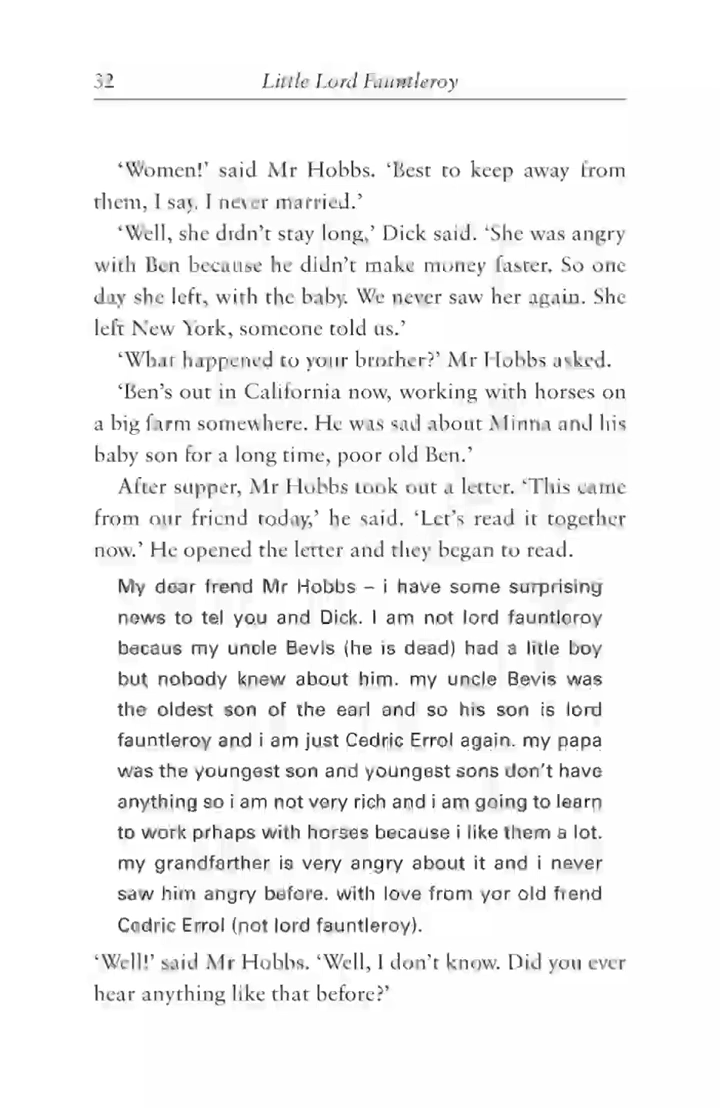 32
Little Lord Fauntleroy
‘Women!’ said Mr Hobbs. ‘Best to keep away from
them, I say. I never married.’
‘Well, she didn’t stay long,’ Dick said. ‘She was angry
with Ben because he didn’t make money faster. So one
day she left, with the baby. We never saw her again. She
left New York, someone told us.’
‘What happened to your brother?’ Mr Hobbs asked.
‘Ben’s out in California now, working with horses on
a big farm somewhere. He was sad about Minna and his
baby son for a long time, poor old Ben.’
After supper, Mr Hobbs took out a letter. ‘This came
from our friend today,’ he said. ‘Let’s read it together
now.’ He opened the letter and they began to read.
My dear frend Mr Hobbs – i have some surprising
news to tel you and Dick. I am not lord fauntleroy
becaus my uncle Bevis (he is dead) had a litle boy
but nobody knew about him. my uncle Bevis was
the oldest son of the earl and so his son is lord
fauntleroy and i am just Cedric Errol again. my papa
was the youngest son and youngest sons don't have
anything so i am not very rich and i am going to learn
to work prhaps with horses because i like them a lot.
my grandfarther is very angry about it and i never
saw him angry before. with love from yor old frend
Cedric Errol (not lord fauntleroy).
‘Well!’ said Mr Hobbs. ‘Well, I don’t know. Did you ever
hear anything like that before?’